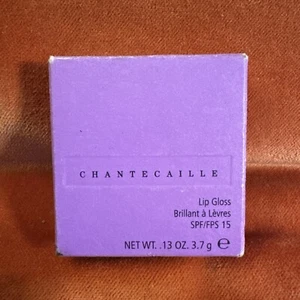 CHANTECAILLE
Lip Gloss
Brillant à Lèvres
SPF/FPS 15
NET WT. .13 OZ. 3.7 g ℮